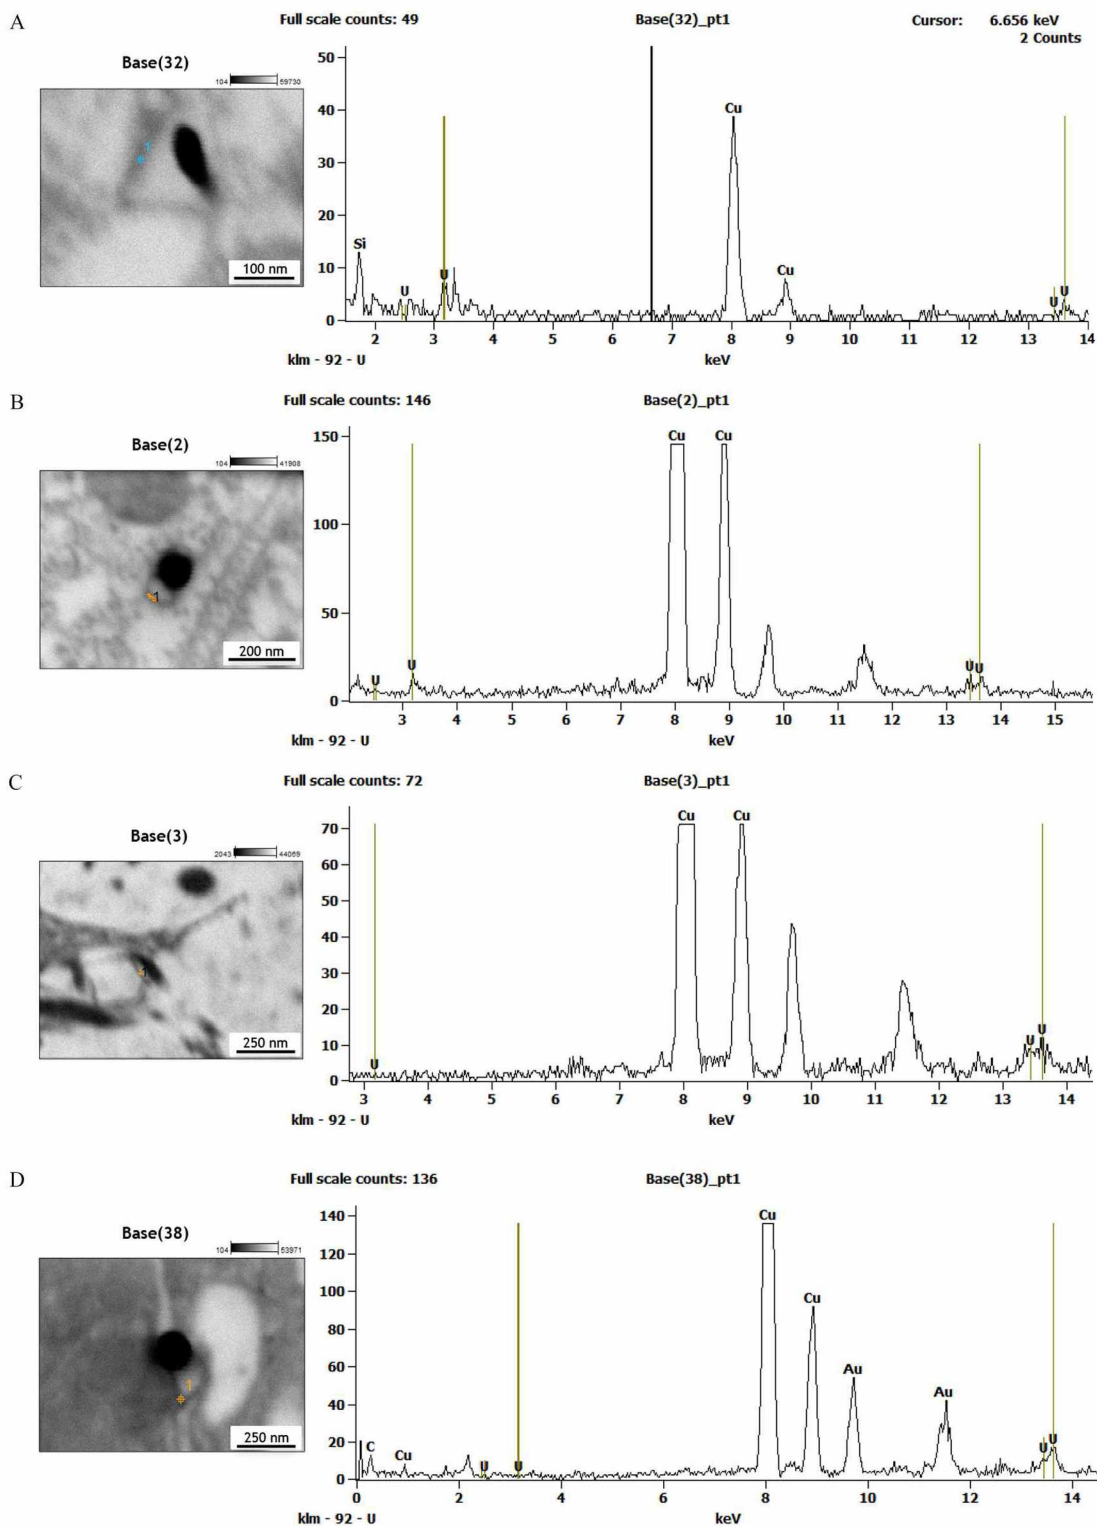 A
Full scale counts: 49
Base(32)_pt1
Cursor: 6.656 keV
2 Counts
Base(32)
104 59730
1
100 nm
50
40
30
20
10
0
Si
U
U
Cu
Cu
U
U
2 3 4 5 6 7 8 9 10 11 12 13 14
klm - 92 - U
keV
B
Full scale counts: 146
Base(2)_pt1
Base(2)
104 41908
1
200 nm
150
100
50
0
U
U
Cu
Cu
U
U
3 4 5 6 7 8 9 10 11 12 13 14 15
klm - 92 - U
keV
C
Full scale counts: 72
Base(3)_pt1
Base(3)
2043 44069
1
250 nm
70
60
50
40
30
20
10
0
U
Cu
Cu
U
U
3 4 5 6 7 8 9 10 11 12 13 14
klm - 92 - U
keV
D
Full scale counts: 136
Base(38)_pt1
Base(38)
104 53971
1
250 nm
140
120
100
80
60
40
20
0
C
Cu
U
U
Cu
Cu
Au
Au
U
U
0 2 4 6 8 10 12 14
klm - 92 - U
keV